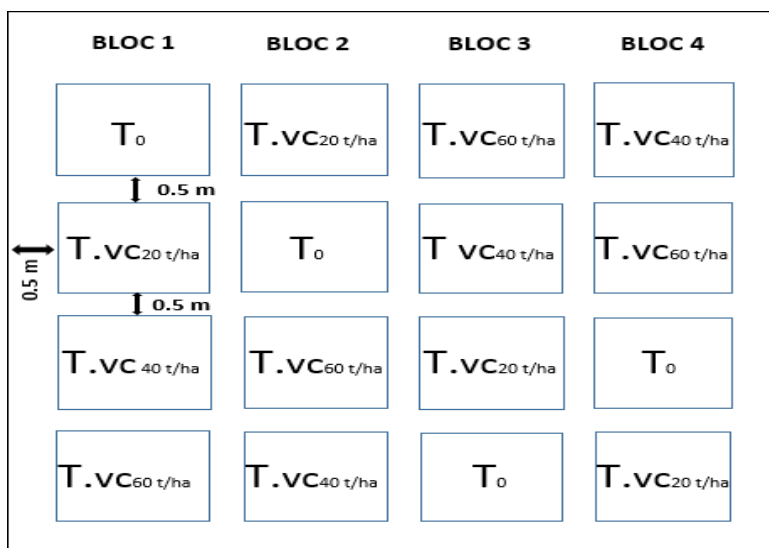 BLOC 1 BLOC 2 BLOC 3 BLOC 4
T0 T.vc20 t/ha T.vc60 t/ha T.vc40 t/ha
0.5 m
T.vc20 t/ha T0 T vc40 t/ha T.vc60 t/ha
0.5 m
0.5 m
T.vc 40 t/ha T.vc60 t/ha T.vc20 t/ha T0
T.vc60 t/ha T.vc40 t/ha T0 T.vc20 t/ha